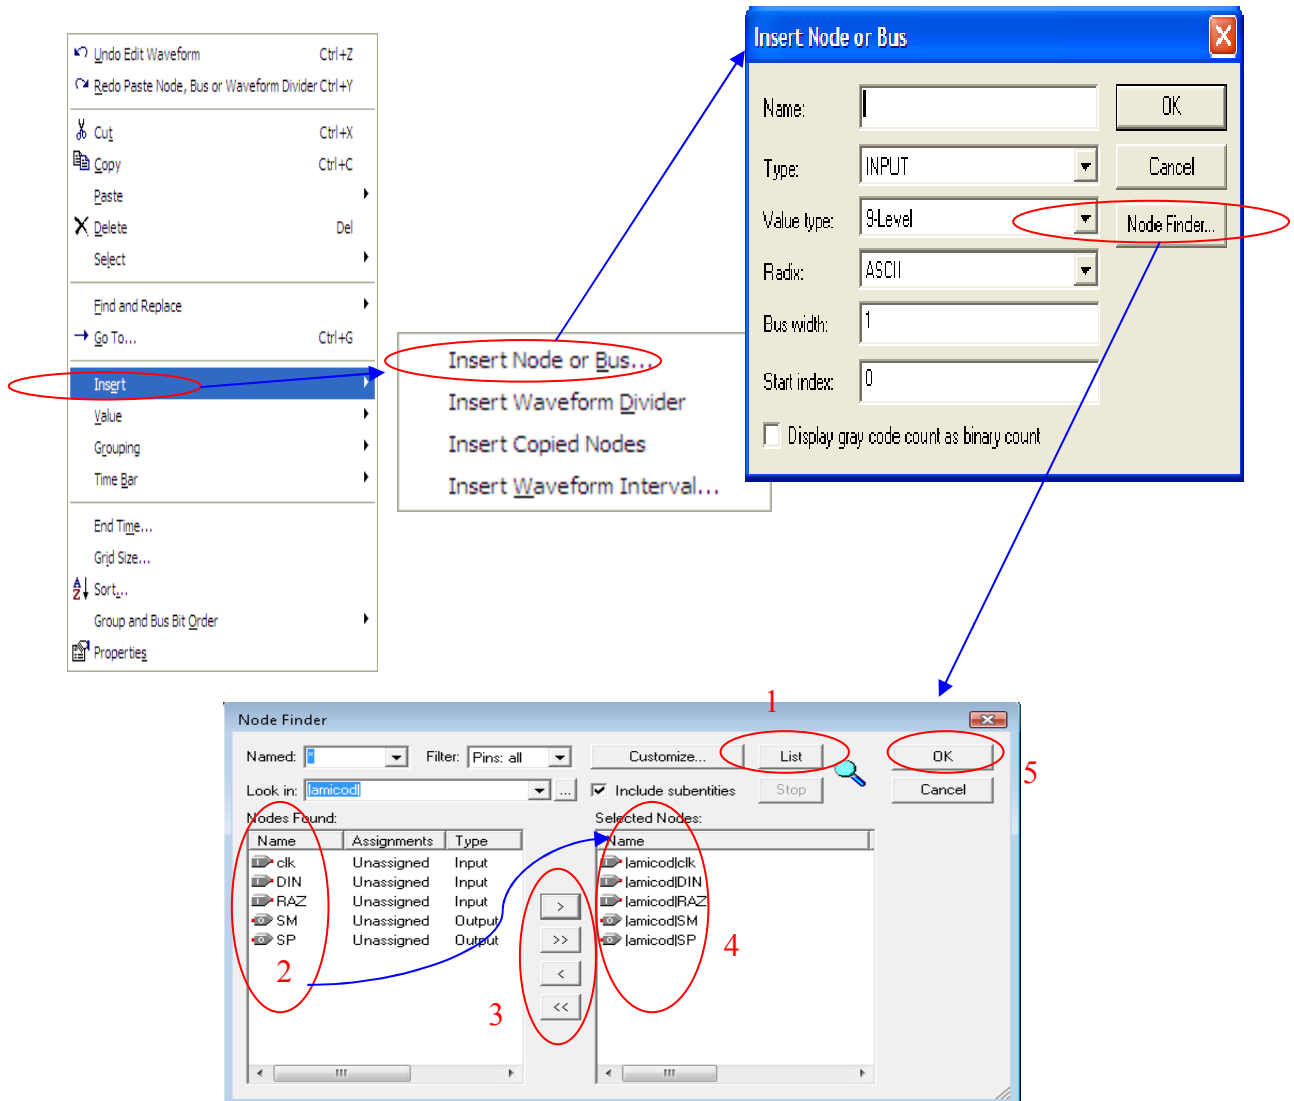 Undo Edit Waveform Ctrl+Z
Redo Paste Node, Bus or Waveform Divider Ctrl+Y
Cut Ctrl+X
Copy Ctrl+C
Paste
Delete Del
Select
Find and Replace
Go To... Ctrl+G
Insert
Value
Grouping
Time Bar
End Time...
Grid Size...
Sort...
Group and Bus Bit Order
Properties
Insert Node or Bus...
Insert Waveform Divider
Insert Copied Nodes
Insert Waveform Interval...
Insert Node or Bus
Name: OK
Type: INPUT Cancel
Value type: 9-Level Node Finder...
Radix: ASCII
Bus width: 1
Start index: 0
Display gray code count as binary count
1
Node Finder
Named: * Filter: Pins: all Customize... List OK
5
Look in: |amicod| ... Include subentities Stop Cancel
Nodes Found: Selected Nodes:
Name Assignments Type Name
clk Unassigned Input |amicod|clk
DIN Unassigned Input |amicod|DIN
RAZ Unassigned Input > |amicod|RAZ
SM Unassigned Output |amicod|SM
SP Unassigned Output >> |amicod|SP
2 < 4
3 <<